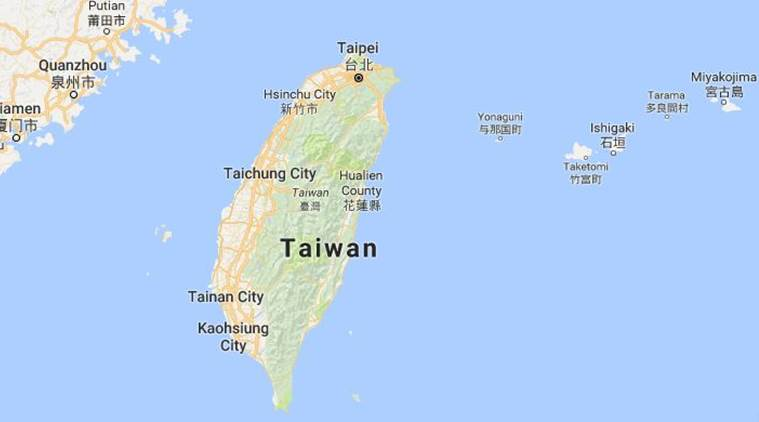 Putian
莆田市
Quanzhou
泉州市
iamen
厦门市
Taipei
台北
Hsinchu City
新竹市
Taichung City
Taiwan
臺灣
Hualien
County
花蓮縣
Taiwan
Tainan City
Kaohsiung
City
Yonaguni
与那国町
Ishigaki
石垣
Taketomi
竹富町
Tarama
多良間村
Miyakojima
宮古島